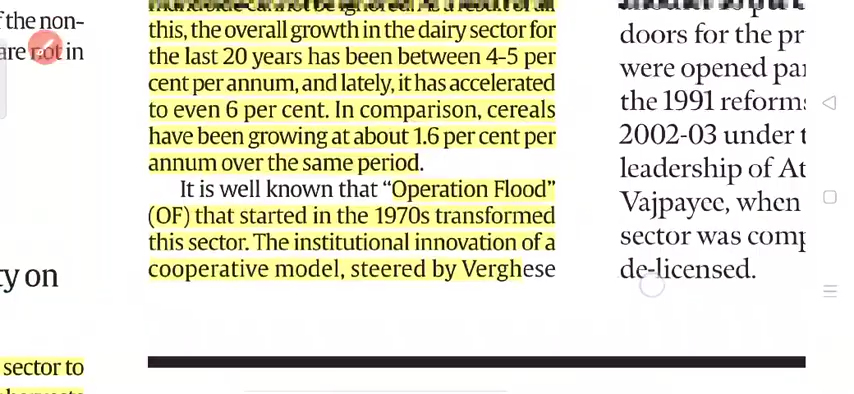 f the non-
are not in
ty on
sector to
this, the overall growth in the dairy sector for
the last 20 years has been between 4-5 per
cent per annum, and lately, it has accelerated
to even 6 per cent. In comparison, cereals
have been growing at about 1.6 per cent per
annum over the same period.
It is well known that “Operation Flood”
(OF) that started in the 1970s transformed
this sector. The institutional innovation of a
cooperative model, steered by Verghese
doors for the pr
were opened par
the 1991 reforms
2002-03 under t
leadership of At
Vajpayee, when
sector was comp
de-licensed.